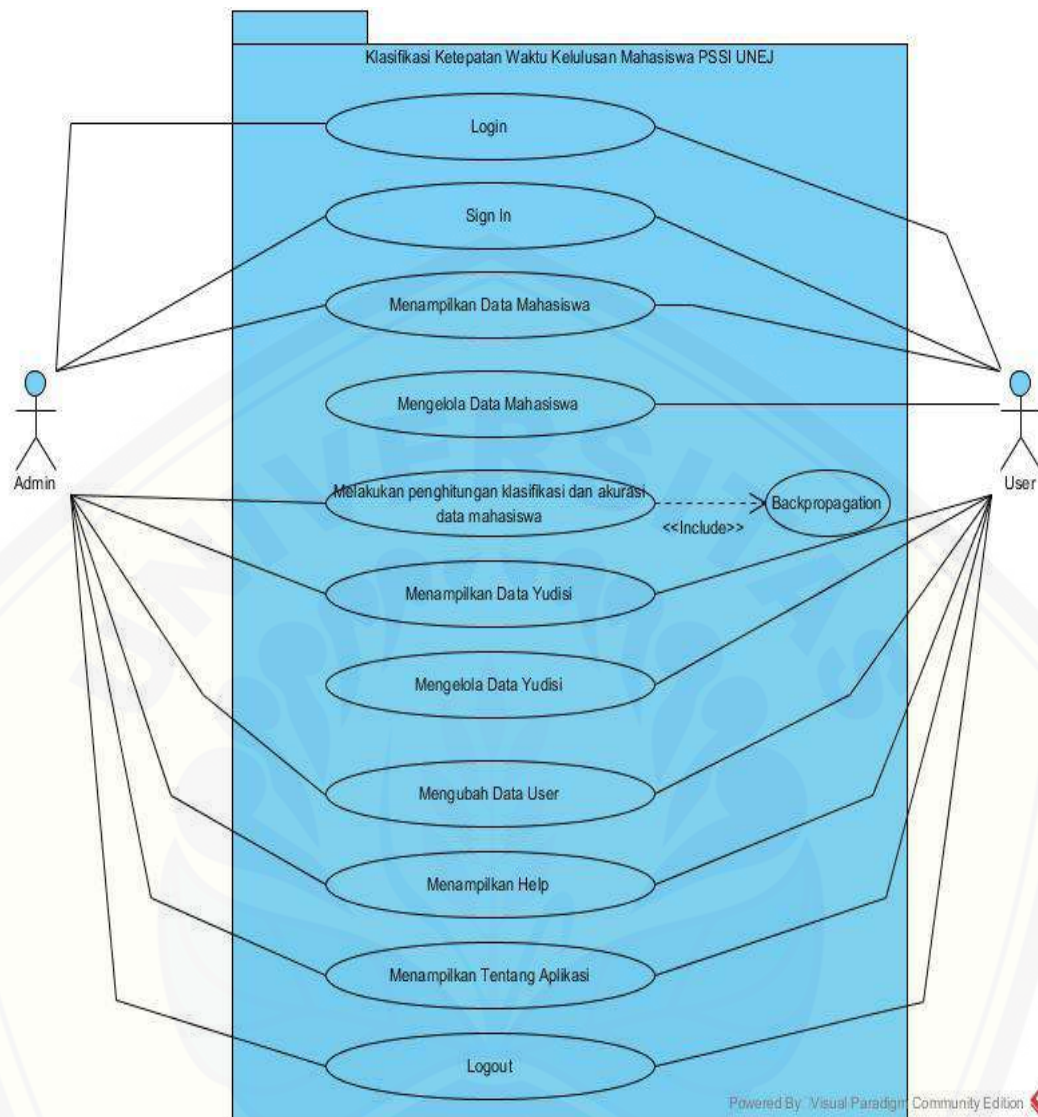 Klasifikasi Ketepatan Waktu Kelulusan Mahasiswa PSSI UNEJ
Login
Sign In
Menampilkan Data Mahasiswa
Mengelola Data Mahasiswa
Admin
User
Melakukan penghitungan klasifikasi dan akurasi
data mahasiswa
<<Include>>
Backpropagation
Menampilkan Data Yudisi
Mengelola Data Yudisi
Mengubah Data User
Menampilkan Help
Menampilkan Tentang Aplikasi
Logout
UNIVERSITAS
Powered By Visual Paradigm Community Edition